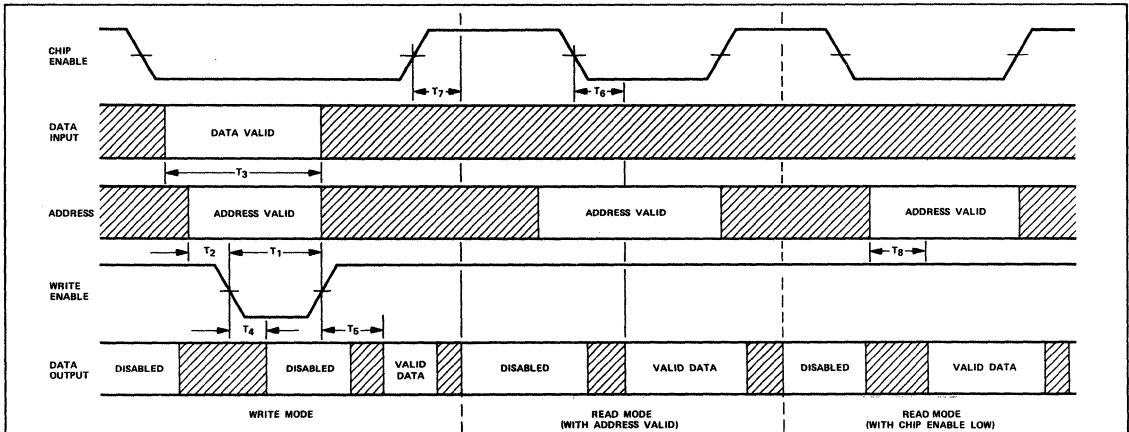 CHIP
ENABLE
T7
T6
DATA
INPUT
DATA VALID
T3
ADDRESS
ADDRESS VALID
ADDRESS VALID
ADDRESS VALID
T2
T1
T8
WRITE
ENABLE
T4
T5
DATA
OUTPUT
DISABLED
DISABLED
VALID
DATA
DISABLED
VALID DATA
DISABLED
VALID DATA
WRITE MODE
READ MODE
(WITH ADDRESS VALID)
READ MODE
(WITH CHIP ENABLE LOW)